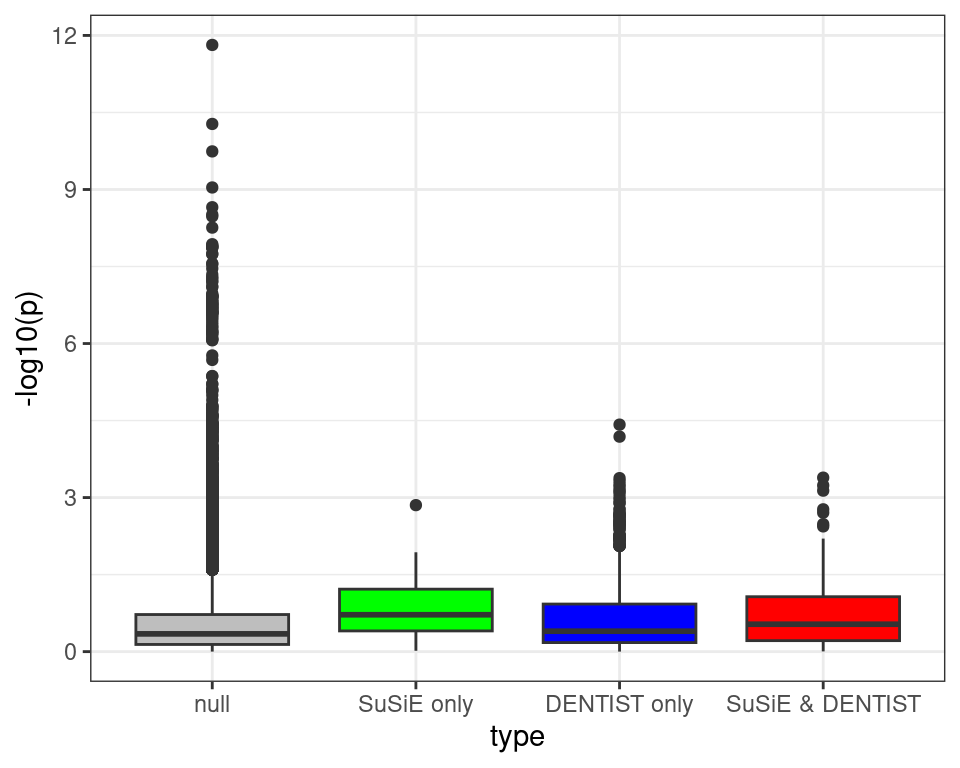 12
9
6
3
0
-log10(p)
null
SuSiE only
DENTIST only
SuSiE & DENTIST
type